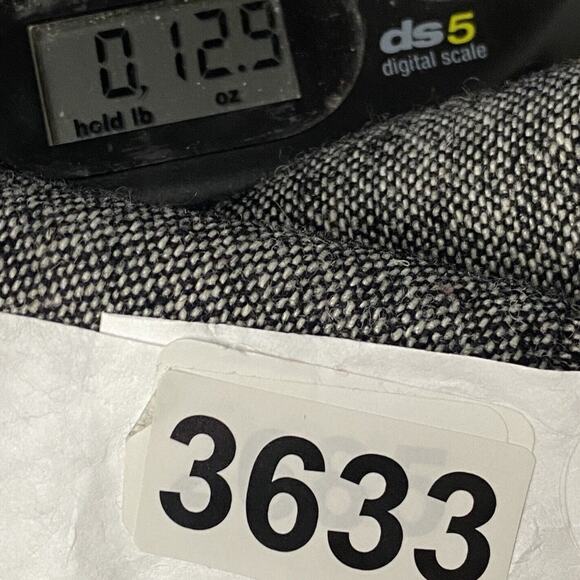 0, 12.9
hold lb oz
ds5
digital scale
3633